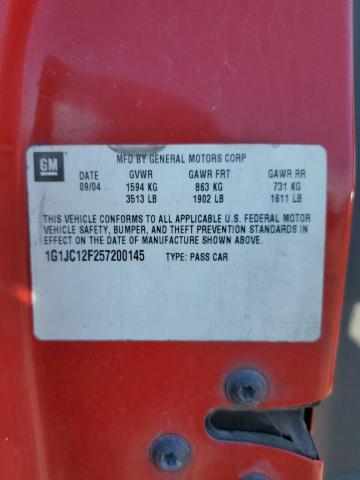 GM
MFD BY GENERAL MOTORS CORP
DATE GVWR GAWR FRT GAWR RR
09/04 1594 KG 863 KG 731 KG
3513 LB 1902 LB 1611 LB
THIS VEHICLE CONFORMS TO ALL APPLICABLE U.S. FEDERAL MOTOR
VEHICLE SAFETY, BUMPER, AND THEFT PREVENTION STANDARDS IN
EFFECT ON THE DATE OF MANUFACTURE SHOWN ABOVE.
1G1JC12F257200145 TYPE: PASS CAR